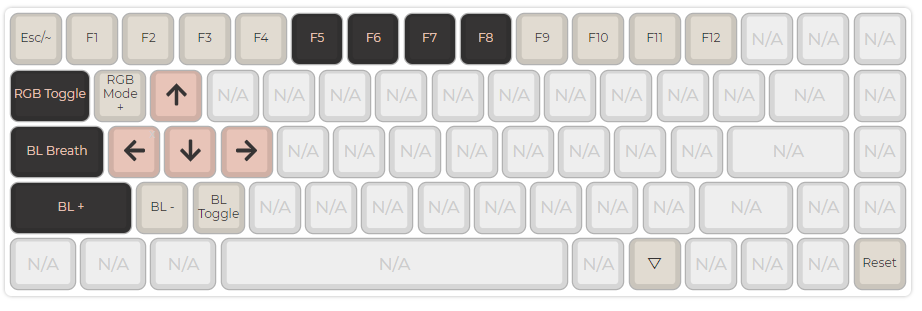 Esc/~ F1 F2 F3 F4 F5 F6 F7 F8 F9 F10 F11 F12 N/A N/A N/A
RGB Toggle RGB Mode + ↑ N/A N/A N/A N/A N/A N/A N/A N/A N/A N/A N/A N/A
BL Breath ← ↓ → N/A N/A N/A N/A N/A N/A N/A N/A N/A N/A
BL + BL - BL Toggle N/A N/A N/A N/A N/A N/A N/A N/A N/A N/A N/A
N/A N/A N/A N/A N/A ▽ N/A N/A N/A Reset